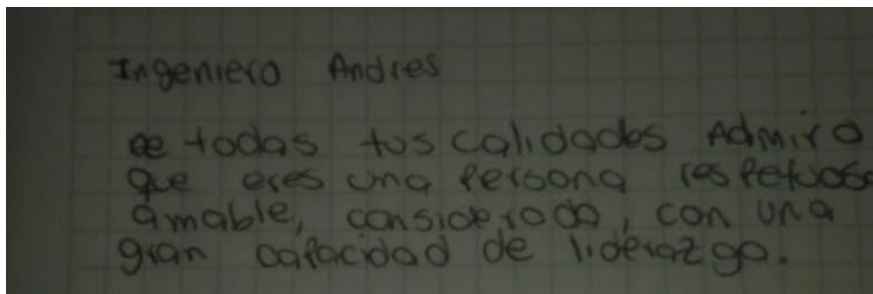 Ingeniero Andres
de todas tus calidades Admiro
que eres una persona respetuosa
amable, considerada, con una
gran capacidad de liderazgo.